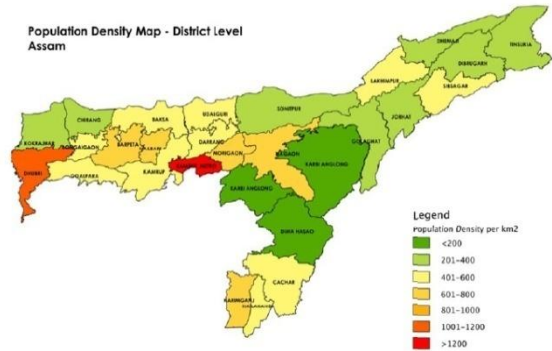 Population Density Map - District Level
Assam
DHEMAJI
TINSUKIA
DIBRUGARH
LAKHIMPUR
SIBSAGAR
JORHAT
GOLAGHAT
SONITPUR
UDALGURI
BAKSA
CHIRANG
KOKRAJHAR
BONGAIGAON
BARPETA
DARRANG
MORIGAON
NAGAON
KARBI ANGLONG
DHUBRI
GOALPARA
KAMRUP
KARBI ANGLONG
DIMA HASAO
CACHAR
KARIMGANJ
Legend
Population Density per km2
<200
201-400
401-600
601-800
801-1000
1001-1200
>1200